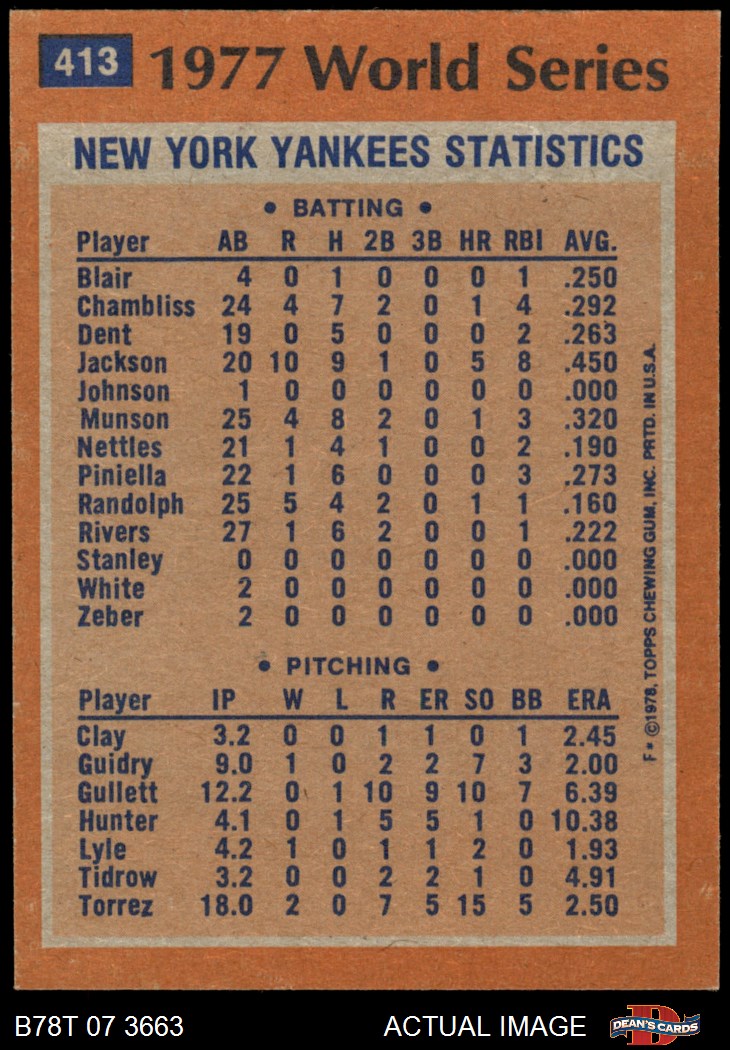 413 1977 World Series
NEW YORK YANKEES STATISTICS
• BATTING •
Player AB R H 2B 3B HR RBI AVG.
Blair 4 0 1 0 0 0 1 .250
Chambliss 24 4 7 2 0 1 4 .292
Dent 19 0 5 0 0 0 2 .263
Jackson 20 10 9 1 0 5 8 .450
Johnson 1 0 0 0 0 0 0 .000
Munson 25 4 8 2 0 1 3 .320
Nettles 21 1 4 1 0 0 2 .190
Piniella 22 1 6 0 0 0 3 .273
Randolph 25 5 4 2 0 1 1 .160
Rivers 27 1 6 2 0 0 1 .222
Stanley 0 0 0 0 0 0 0 .000
White 2 0 0 0 0 0 0 .000
Zeber 2 0 0 0 0 0 0 .000
• PITCHING •
Player IP W L R ER SO BB ERA
Clay 3.2 0 0 1 1 0 1 2.45
Guidry 9.0 1 0 2 2 7 3 2.00
Gullett 12.2 0 1 10 9 10 7 6.39
Hunter 4.1 0 1 5 5 1 0 10.38
Lyle 4.2 1 0 1 1 2 0 1.93
Tidrow 3.2 0 0 2 2 1 0 4.91
Torrez 18.0 2 0 7 5 15 5 2.50
F* ©1978, TOPPS CHEWING GUM, INC. PRTD. IN U.S.A.
B78T 07 3663 ACTUAL IMAGE D DEAN'S CARDS